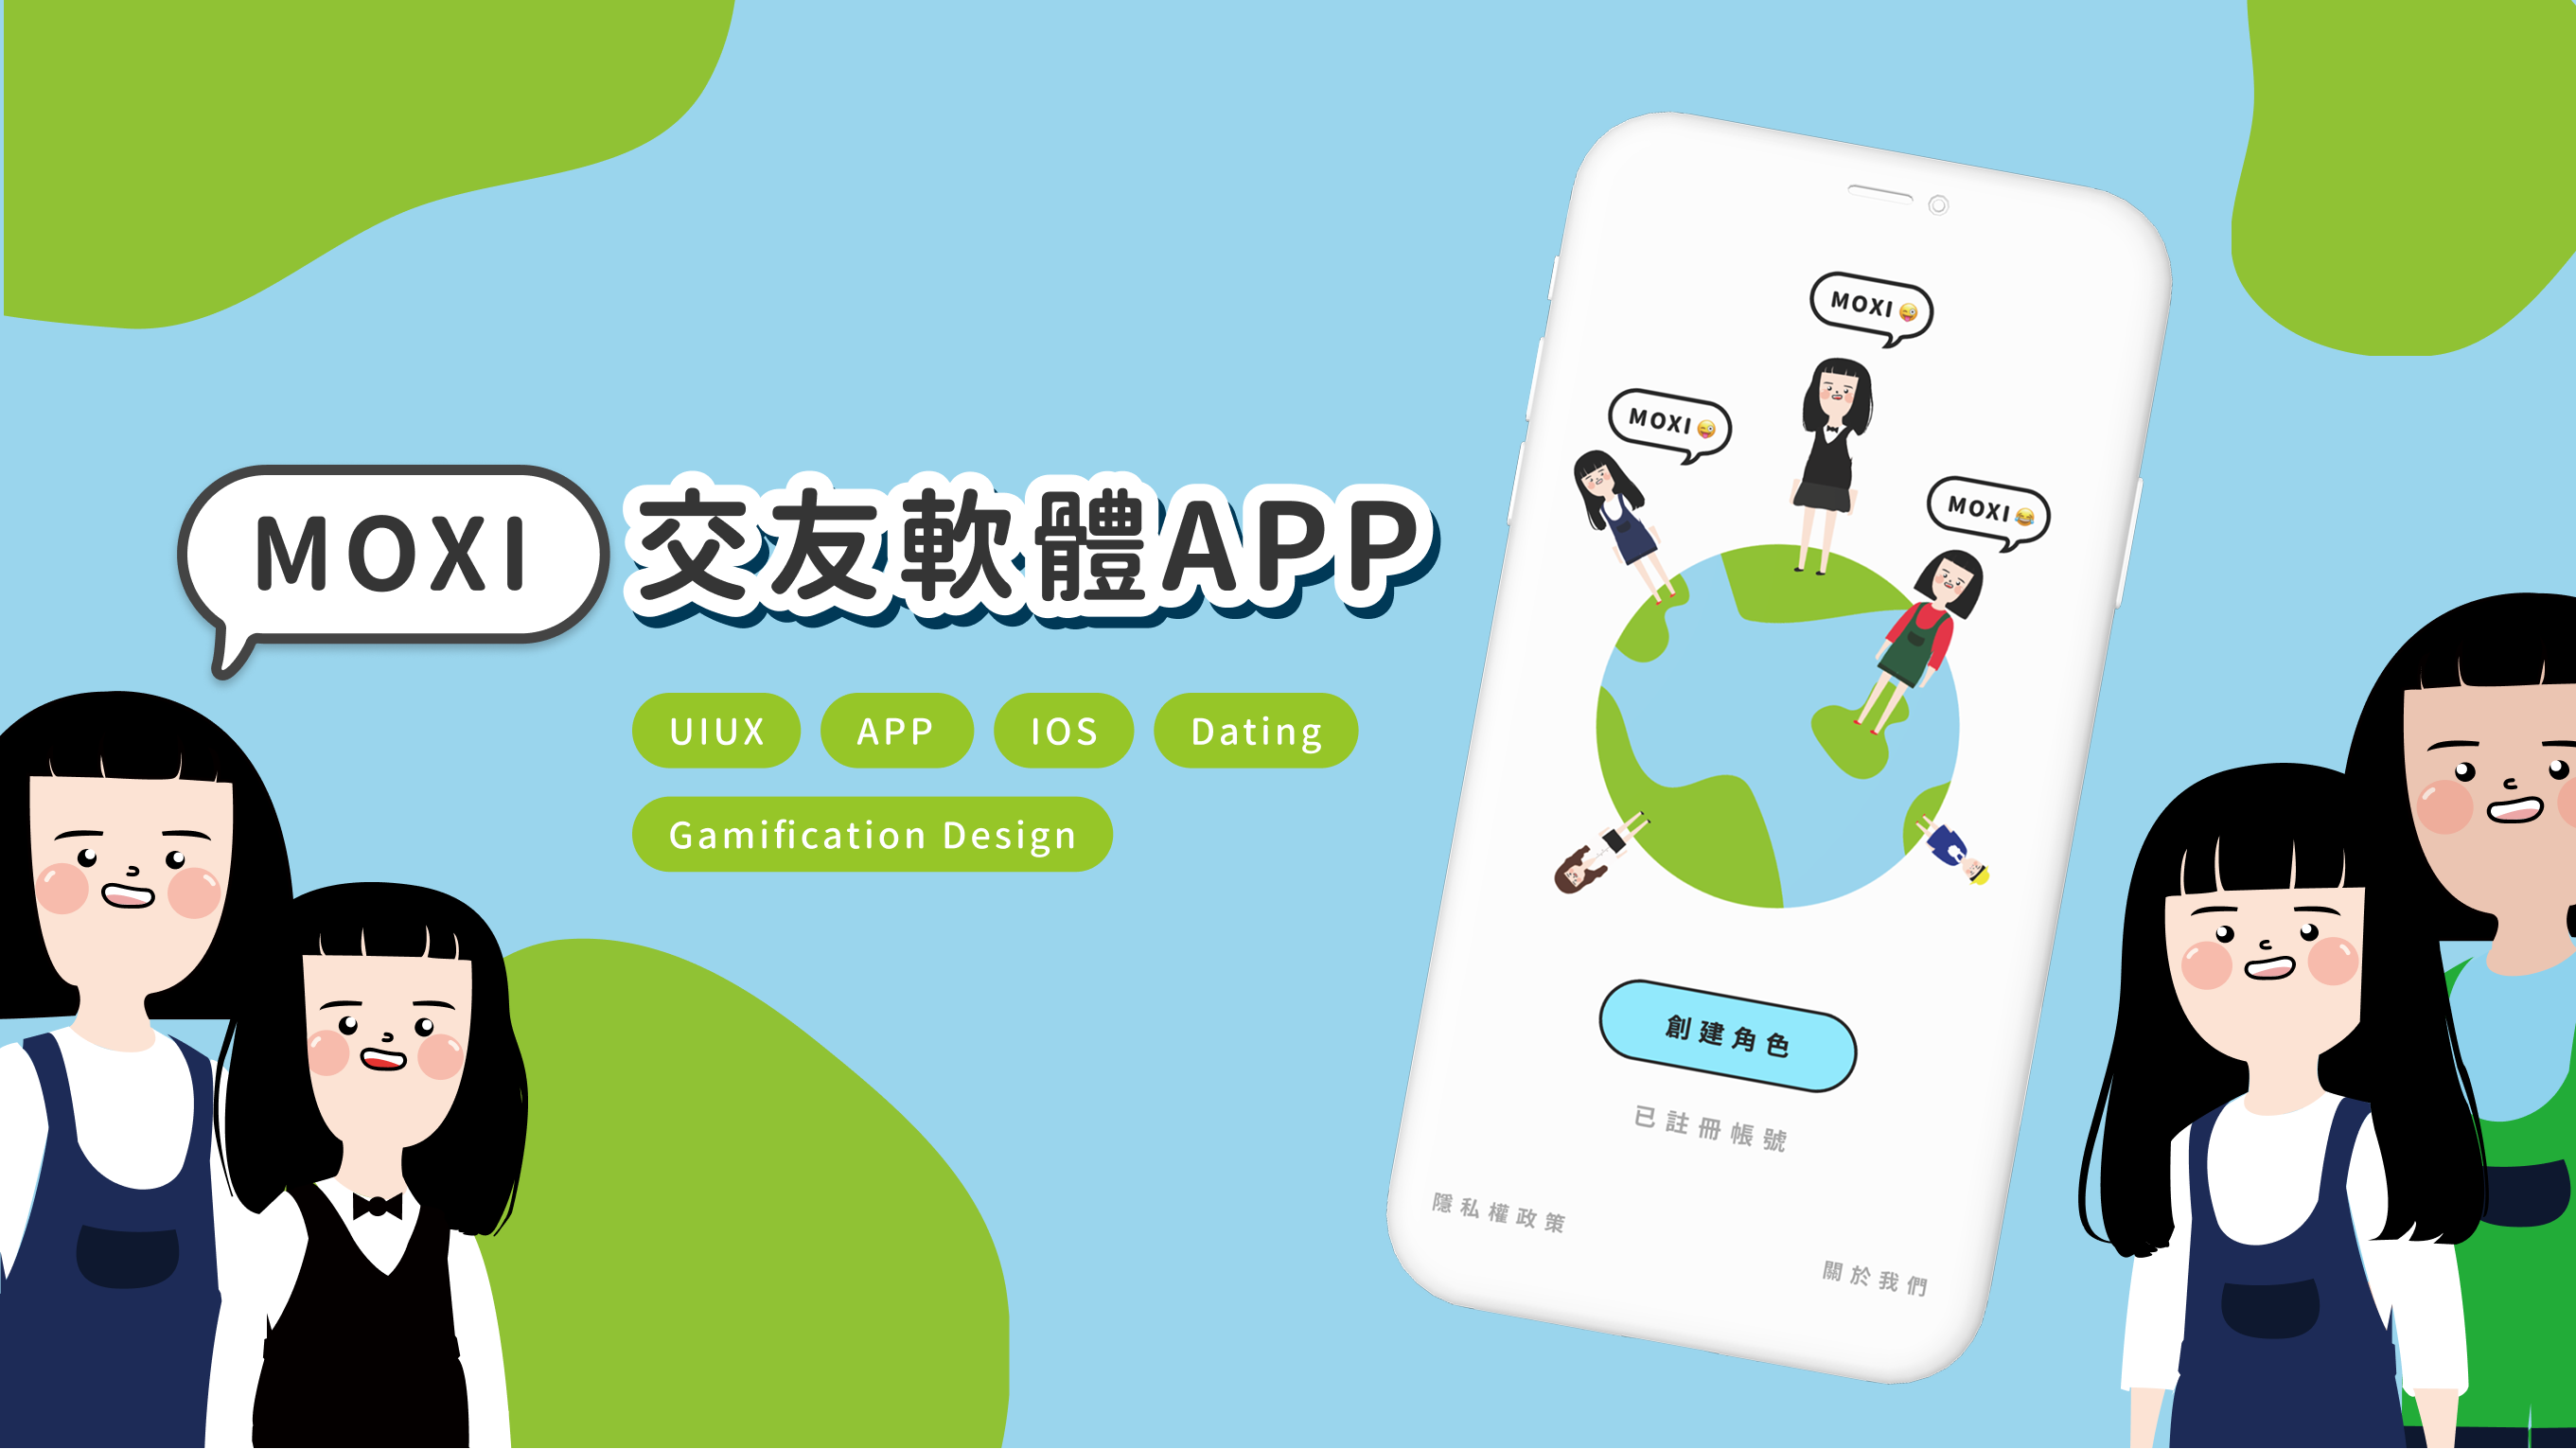 MOXI 交友軟體APP
UIUX APP IOS Dating
Gamification Design
MOXI😜
MOXI😜
MOXI😂
創建角色
已註冊帳號
隱私權政策
關於我們